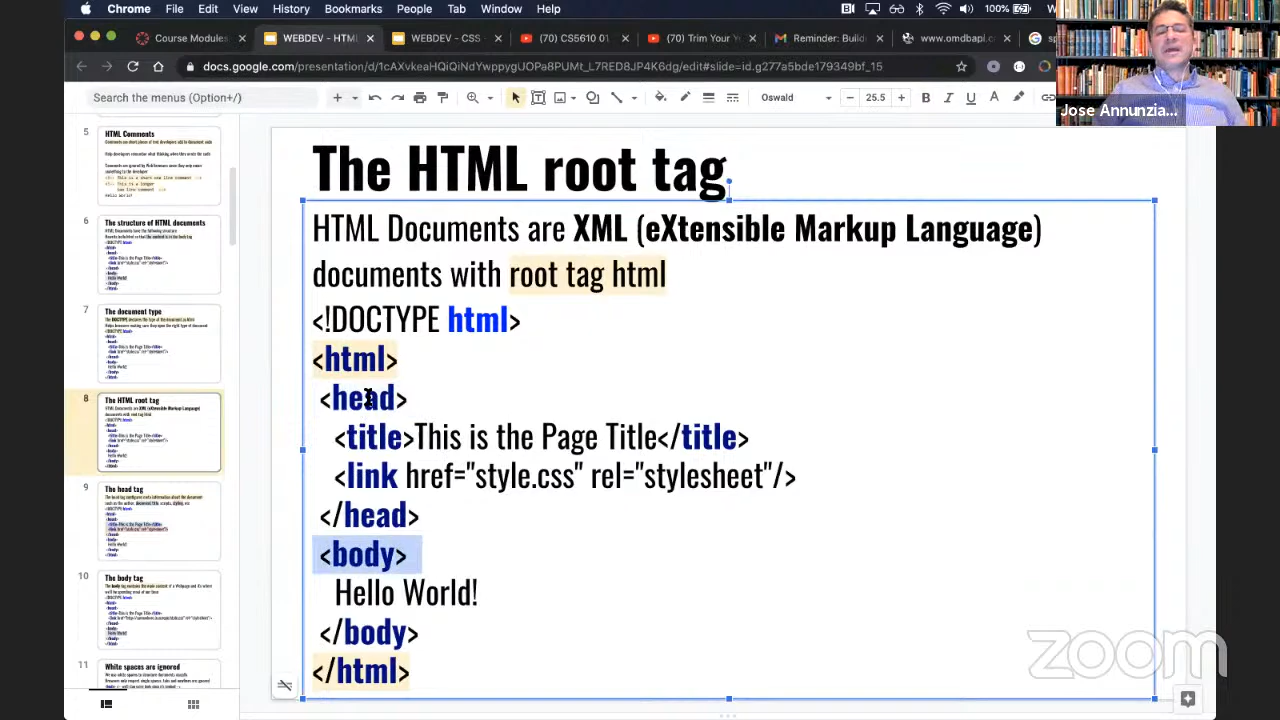 Chrome File Edit View History Bookmarks People Tab Window Help
100%
Course Modules
WEBDEV - HTM
WEBDEV -
(70) CS5610 01
(70) Trim Your
Reminder: Build
www.omdbapi.c
docs.google.com/presentation/
edit#slide=id.g277a5bde179349bf_15
Search the menus (Option+/)
Oswald
25.5
B I U A
Jose Annunzia...
5
HTML Comments
6
The structure of HTML documents
7
The document type
8
The HTML root tag
9
The head tag
10
The body tag
11
White spaces are ignored
The HTML root tag
HTML Documents are XML (eXtensible Markup Language)
documents with root tag html
<!DOCTYPE html>
<html>
<head>
<title>This is the Page Title</title>
<link href="style.css" rel="stylesheet"/>
</head>
<body>
Hello World!
</body>
</html>
zoom